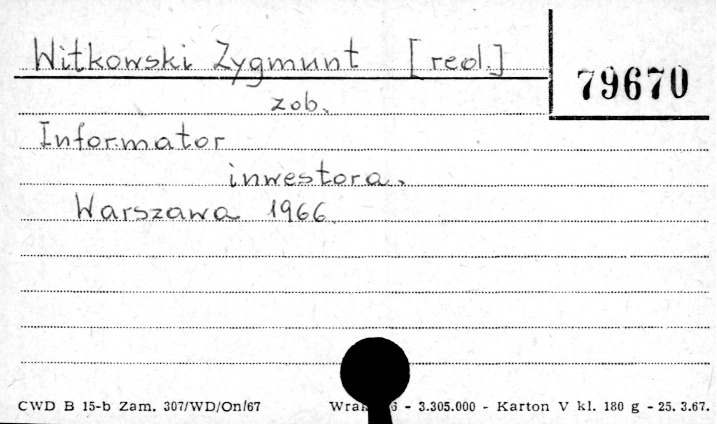 Witkowski Zygmunt [red.]
79670
zob.
Informator
inwestora.
Warszawa 1966
CWD B 15-b Zam. 307/WD/On/67
6 - 3.305.000 - Karton V kl. 180 g - 25. 3.67.